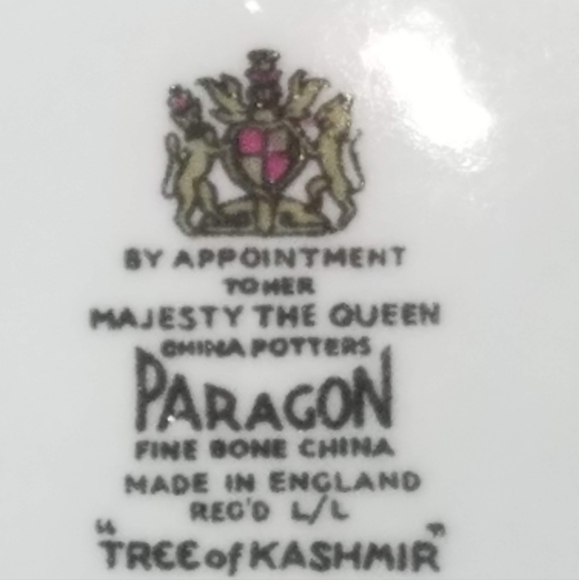 BY APPOINTMENT
TO HER
MAJESTY THE QUEEN
CHINA POTTERS
PARAGON
FINE BONE CHINA
MADE IN ENGLAND
REG'D L/L
"TREE of KASHMIR"